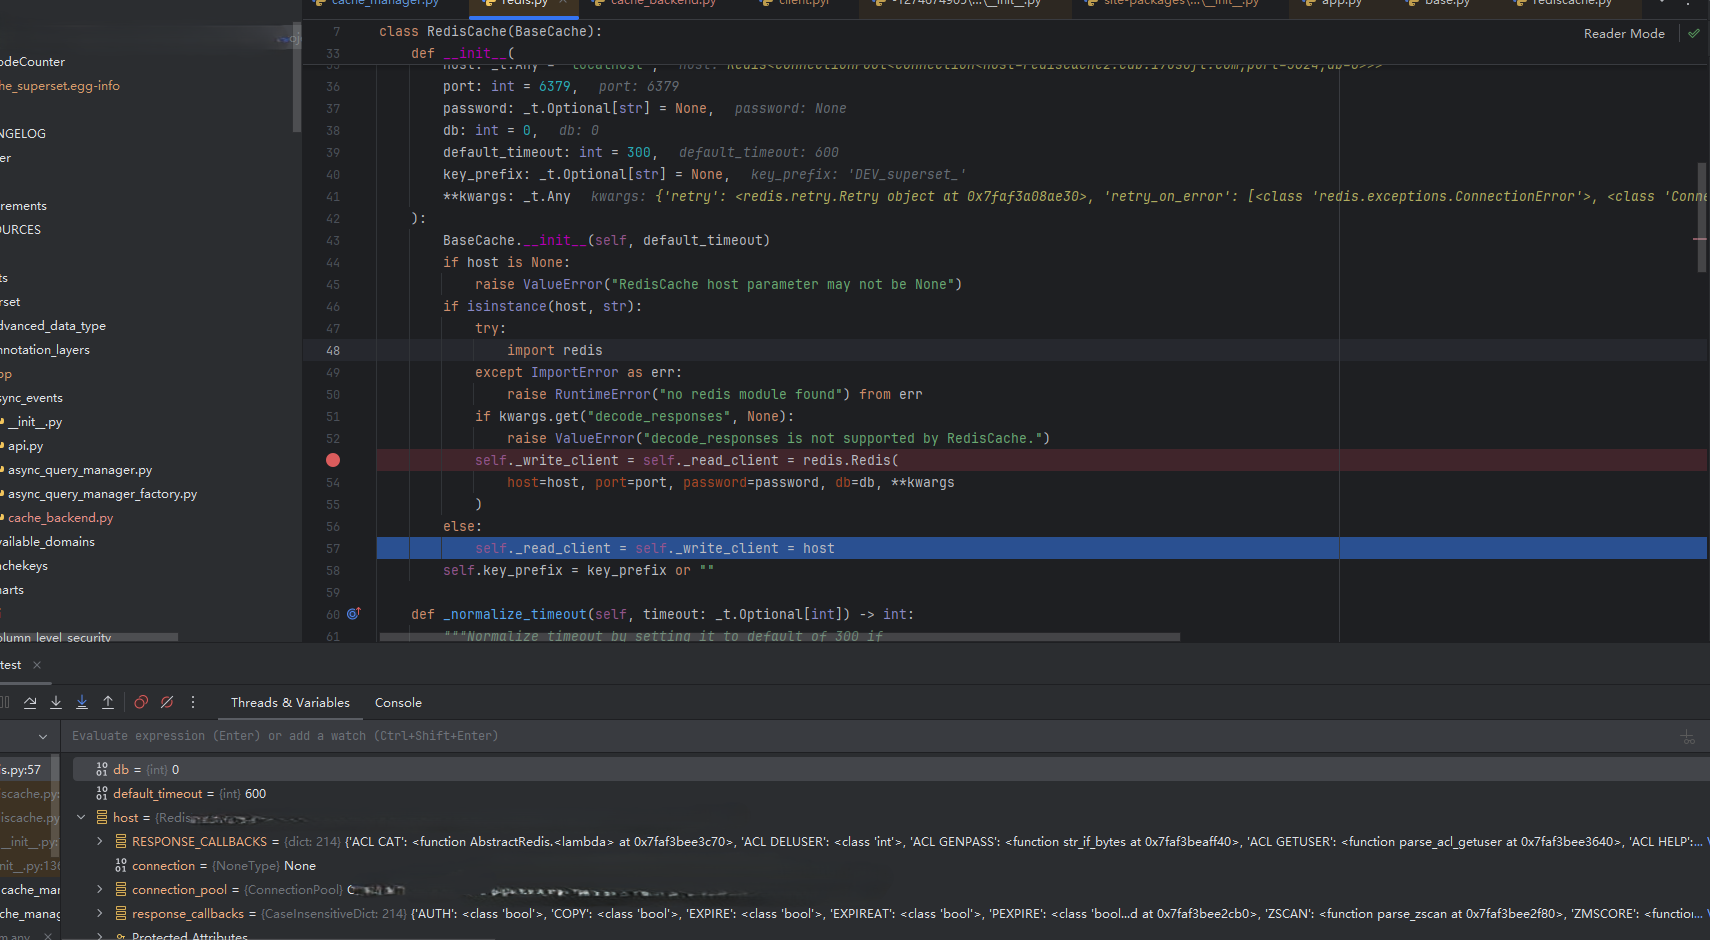 cache_manager.py redis.py cache_backend.py client.pyi -1274674905\...\__init__.py site-packages\...\__init__.py app.py base.py rediscache.py
Reader Mode
odeCounter
he_superset.egg-info
NGELOG
er
rements
OURCES
ts
rset
dvanced_data_type
nnotation_layers
pp
sync_events
__init__.py
api.py
async_query_manager.py
async_query_manager_factory.py
cache_backend.py
vailable_domains
achekeys
harts
olumn_level_security
7 class RedisCache(BaseCache):
33 def __init__(
36 port: int = 6379, port: 6379
37 password: _t.Optional[str] = None, password: None
38 db: int = 0, db: 0
39 default_timeout: int = 300, default_timeout: 600
40 key_prefix: _t.Optional[str] = None, key_prefix: 'DEV_superset_'
41 **kwargs: _t.Any kwargs: {'retry': <redis.retry.Retry object at 0x7faf3a08ae30>, 'retry_on_error': [<class 'redis.exceptions.ConnectionError'>, <class 'Conne
42 ):
43 BaseCache.__init__(self, default_timeout)
44 if host is None:
45 raise ValueError("RedisCache host parameter may not be None")
46 if isinstance(host, str):
47 try:
48 import redis
49 except ImportError as err:
50 raise RuntimeError("no redis module found") from err
51 if kwargs.get("decode_responses", None):
52 raise ValueError("decode_responses is not supported by RedisCache.")
self._write_client = self._read_client = redis.Redis(
54 host=host, port=port, password=password, db=db, **kwargs
55 )
56 else:
57 self._read_client = self._write_client = host
58 self.key_prefix = key_prefix or ""
59
60 def _normalize_timeout(self, timeout: _t.Optional[int]) -> int:
61 """Normalize timeout by setting it to default of 300 if
test
Threads & Variables Console
Evaluate expression (Enter) or add a watch (Ctrl+Shift+Enter)
is.py:57
iscache.py:
iscache.py
__init__.py:
init__.py:136
cache_mar
che_manag
db = {int} 0
default_timeout = {int} 600
host = {Redis
RESPONSE_CALLBACKS = {dict: 214} {'ACL CAT': <function AbstractRedis.<lambda> at 0x7faf3bee3c70>, 'ACL DELUSER': <class 'int'>, 'ACL GENPASS': <function str_if_bytes at 0x7faf3beaff40>, 'ACL GETUSER': <function parse_acl_getuser at 0x7faf3bee3640>, 'ACL HELP':...
connection = {NoneType} None
connection_pool = {ConnectionPool} C
response_callbacks = {CaseInsensitiveDict: 214} {'AUTH': <class 'bool'>, 'COPY': <class 'bool'>, 'EXPIRE': <class 'bool'>, 'EXPIREAT': <class 'bool'>, 'PEXPIRE': <class 'bool...d at 0x7faf3bee2cb0>, 'ZSCAN': <function parse_zscan at 0x7faf3bee2f80>, 'ZMSCORE': <function...
Protected Attributes